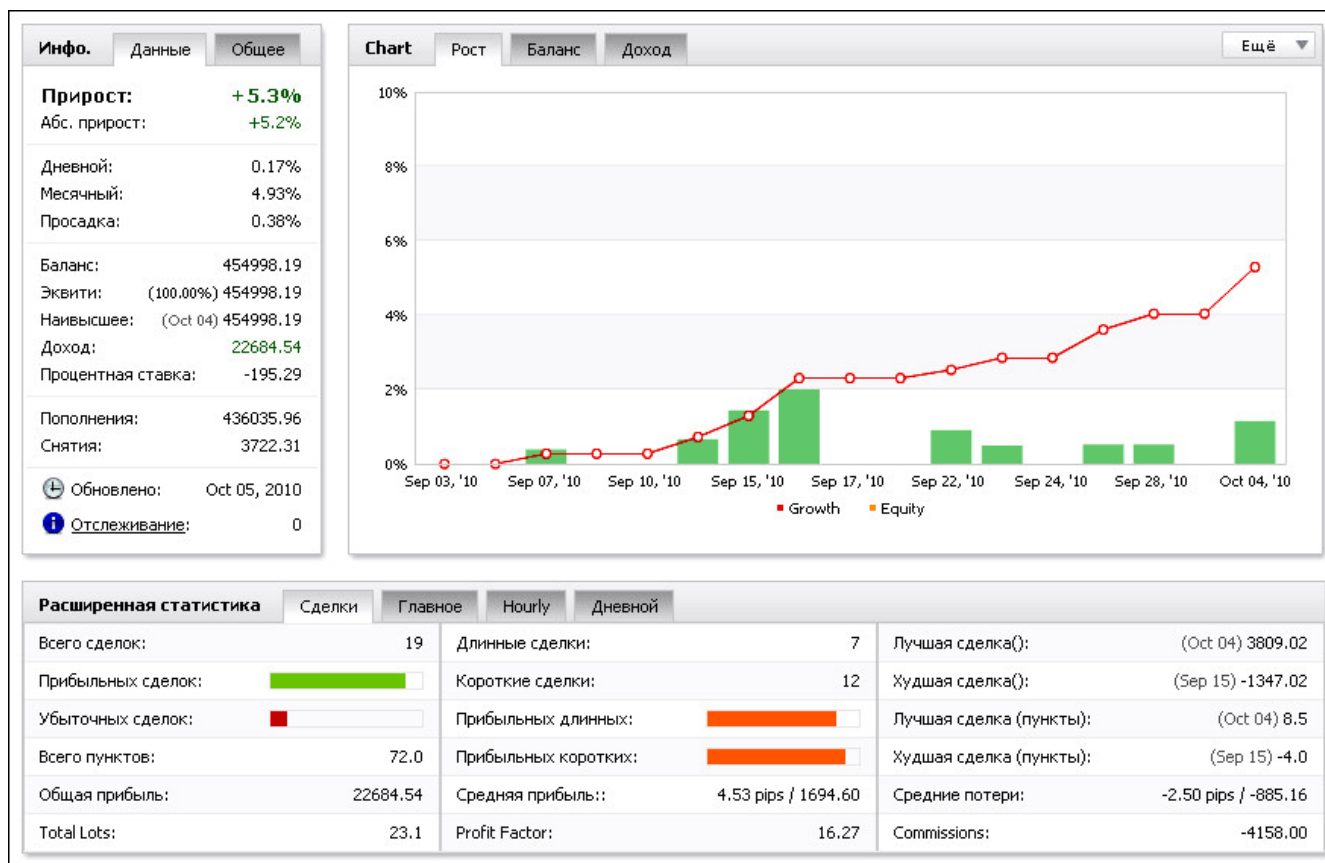 Инфо. Данные Общее
Прирост: +5.3%
Абс. прирост: +5.2%
Дневной: 0.17%
Месячный: 4.93%
Просадка: 0.38%
Баланс: 454998.19
Эквити: (100.00%) 454998.19
Наивысшее: (Oct 04) 454998.19
Доход: 22684.54
Процентная ставка: -195.29
Пополнения: 436035.96
Снятия: 3722.31
Обновлено: Oct 05, 2010
Отслеживание: 0
Chart Рост Баланс Доход Ещё
10%
8%
6%
4%
2%
0%
Sep 03, '10 Sep 07, '10 Sep 10, '10 Sep 15, '10 Sep 17, '10 Sep 22, '10 Sep 24, '10 Sep 28, '10 Oct 04, '10
Growth Equity
Расширенная статистика Сделки Главное Hourly Дневной
Всего сделок: 19 Длинные сделки: 7 Лучшая сделка(): (Oct 04) 3809.02
Прибыльных сделок: Короткие сделки: 12 Худшая сделка(): (Sep 15) -1347.02
Убыточных сделок: Прибыльных длинных: Лучшая сделка (пункты): (Oct 04) 8.5
Всего пунктов: 72.0 Прибыльных коротких: Худшая сделка (пункты): (Sep 15) -4.0
Общая прибыль: 22684.54 Средняя прибыль:: 4.53 pips / 1694.60 Средние потери: -2.50 pips / -885.16
Total Lots: 23.1 Profit Factor: 16.27 Commissions: -4158.00